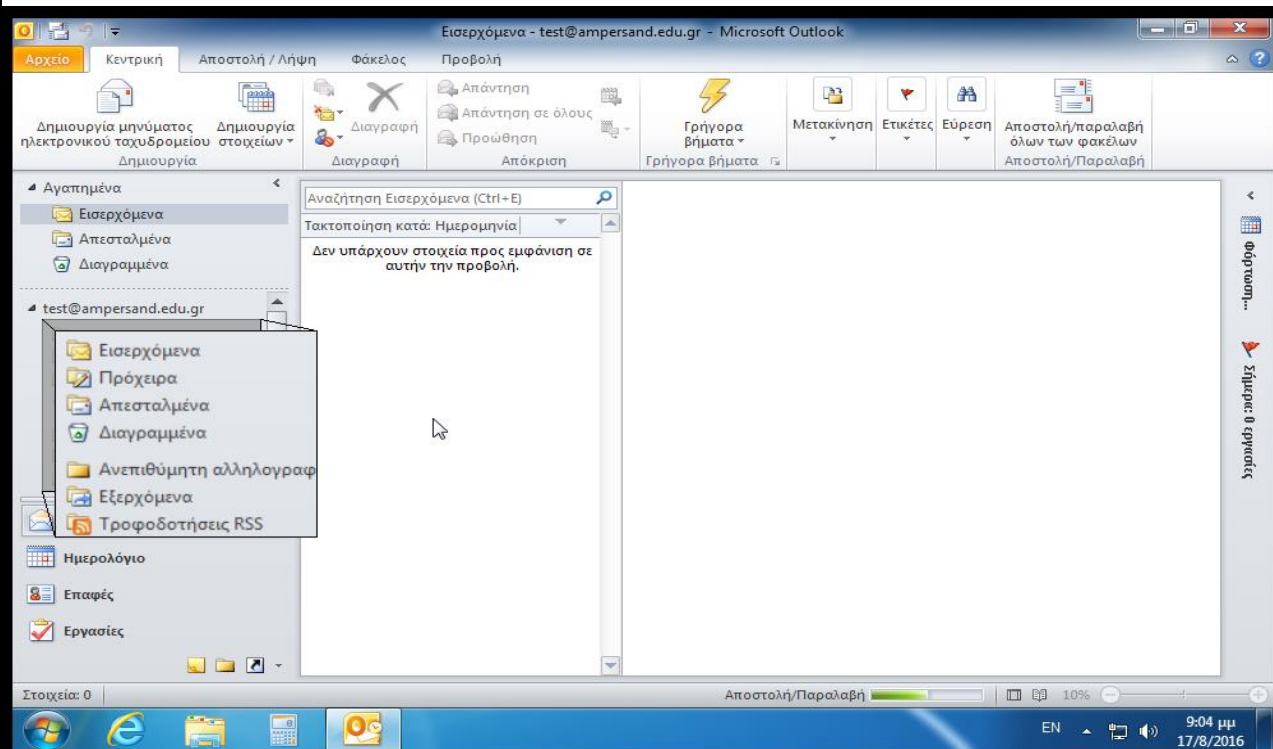 Εισερχόμενα - test@ampersand.edu.gr - Microsoft Outlook
Αρχείο Κεντρική Αποστολή / Λήψη Φάκελος Προβολή
Δημιουργία μηνύματος ηλεκτρονικού ταχυδρομείου
Δημιουργία στοιχείων
Δημιουργία
Διαγραφή
Διαγραφή
Απάντηση
Απάντηση σε όλους
Προώθηση
Απόκριση
Γρήγορα βήματα
Γρήγορα βήματα
Μετακίνηση
Ετικέτες
Εύρεση
Αποστολή/παραλαβή όλων των φακέλων
Αποστολή/Παραλαβή
Αγαπημένα
Εισερχόμενα
Απεσταλμένα
Διαγραμμένα
test@ampersand.edu.gr
Εισερχόμενα
Πρόχειρα
Απεσταλμένα
Διαγραμμένα
Ανεπιθύμητη αλληλογραφ
Εξερχόμενα
Τροφοδοτήσεις RSS
Ημερολόγιο
Επαφές
Εργασίες
Αναζήτηση Εισερχόμενα (Ctrl+E)
Τακτοποίηση κατά: Ημερομηνία
Δεν υπάρχουν στοιχεία προς εμφάνιση σε
αυτήν την προβολή.
Φόρτωση...
Σήμερα: 0 εργασίες
Στοιχεία: 0
Αποστολή/Παραλαβή
10%
EN
9:04 μμ
17/8/2016